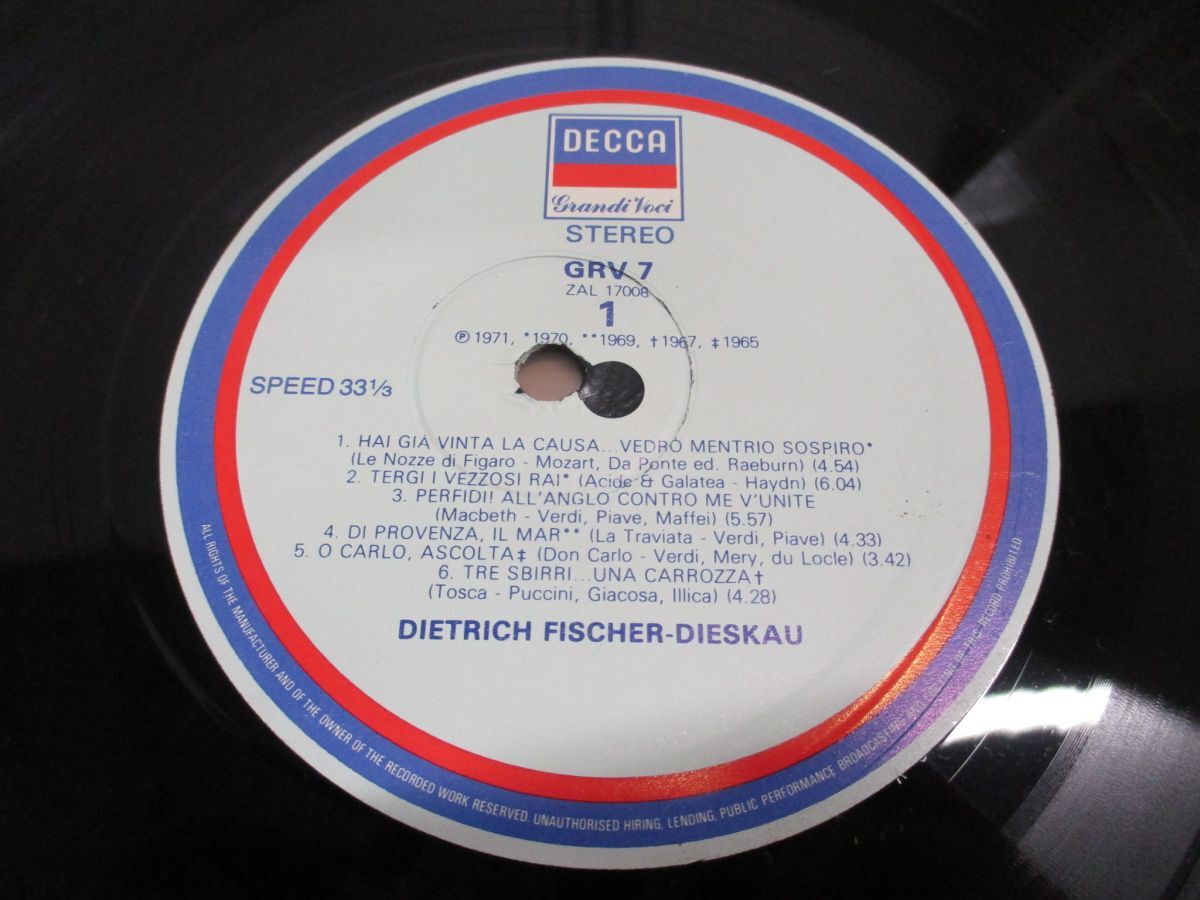 DECCA
Grandi Voci
STEREO
GRV 7
ZAL 17008
1
℗ 1971, *1970, **1969, †1967, ‡1965
SPEED 33⅓
1. HAI GIÀ VINTA LA CAUSA...VEDRÒ MENTRIO SOSPIRO*
(Le Nozze di Figaro - Mozart, Da Ponte ed. Raeburn) (4.54)
2. TERGI I VEZZOSI RAI* (Acide & Galatea - Haydn) (6.04)
3. PERFIDI! ALL'ANGLO CONTRO ME V'UNITE
(Macbeth - Verdi, Piave, Maffei) (5.57)
4. DI PROVENZA, IL MAR** (La Traviata - Verdi, Piave) (4.33)
5. O CARLO, ASCOLTA‡ (Don Carlo - Verdi, Mery, du Locle) (3.42)
6. TRE SBIRRI...UNA CARROZZA†
(Tosca - Puccini, Giacosa, Illica) (4.28)
DIETRICH FISCHER-DIESKAU
ALL RIGHTS OF THE MANUFACTURER AND OF THE OWNER OF THE RECORDED WORK RESERVED. UNAUTHORISED HIRING, LENDING, PUBLIC PERFORMANCE, BROADCASTING AND COPYING OF THIS RECORD PROHIBITED